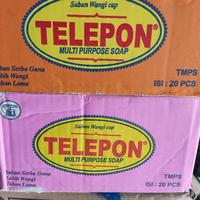 Sabun Wangi cap
TELEPON®
MULTI PURPOSE SOAP
Sabun Serba Guna
Lebih Wangi
Tahan Lama
TMPS
ISI : 20 PCS
Sabun Wangi cap
TELEPON®
MULTI PURPOSE SOAP
Sabun Serba Guna
Lebih Wangi
Tahan Lama
TMPS
ISI : 20 PCS